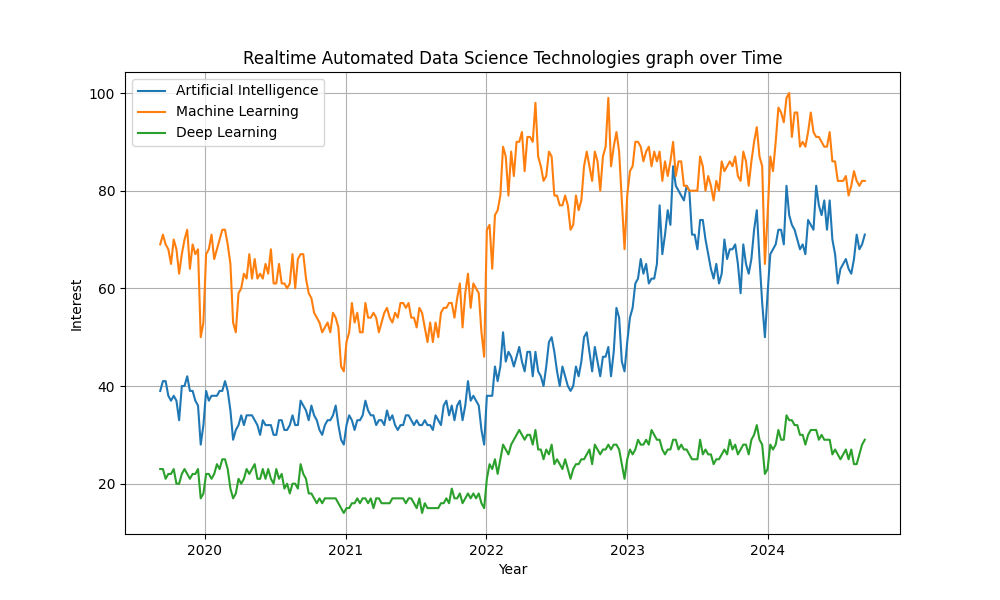 Realtime Automated Data Science Technologies graph over Time
Artificial Intelligence
Machine Learning
Deep Learning
Interest
100
80
60
40
20
2020 2021 2022 2023 2024
Year